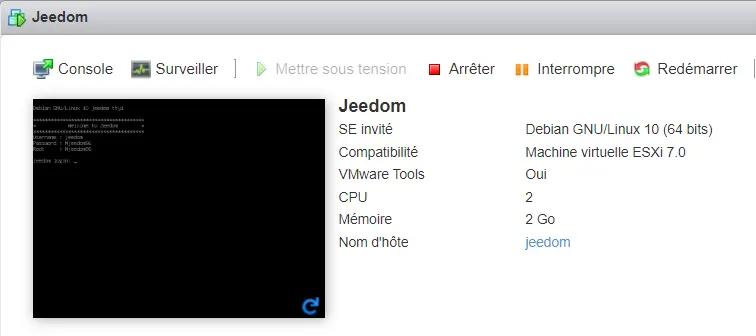 Jeedom
Console Surveiller Mettre sous tension Arrêter Interrompre Redémarrer
Debian GNU/Linux 10 jeedom tty1
Welcome to Jeedom
Username : jeedom
Password : Mjeedom96
Root : Mjeedom96
jeedom login: _
Jeedom
SE invité Debian GNU/Linux 10 (64 bits)
Compatibilité Machine virtuelle ESXi 7.0
VMware Tools Oui
CPU 2
Mémoire 2 Go
Nom d'hôte jeedom